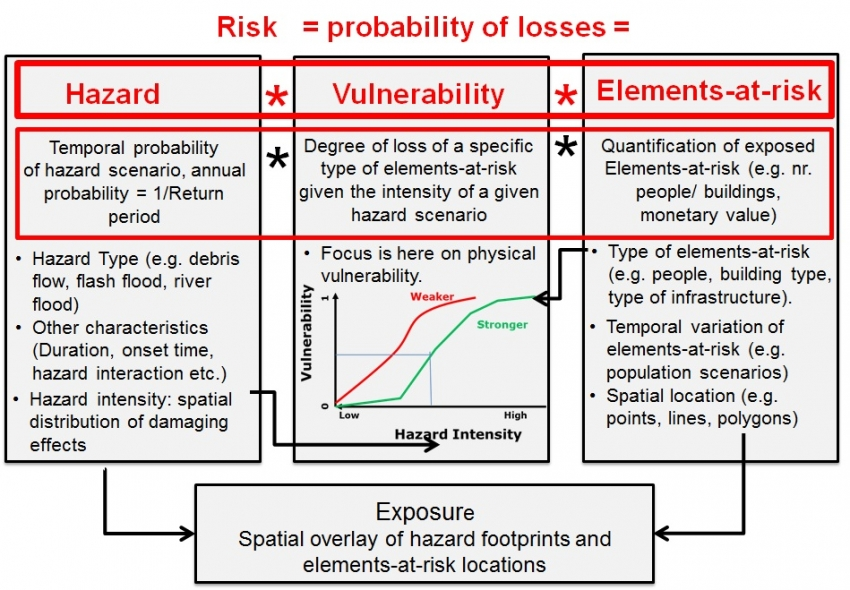 Risk = probability of losses =
Hazard * Vulnerability * Elements-at-risk
Temporal probability
of hazard scenario, annual
probability = 1/Return
period
*
Degree of loss of a specific
type of elements-at-risk
given the intensity of a given
hazard scenario
*
Quantification of exposed
Elements-at-risk (e.g. nr.
people/ buildings,
monetary value)
• Hazard Type (e.g. debris
flow, flash flood, river
flood)
• Other characteristics
(Duration, onset time,
hazard interaction etc.)
• Hazard intensity: spatial
distribution of damaging
effects
• Focus is here on physical
vulnerability.
Vulnerability
1
0
Weaker
Stronger
Low
High
Hazard Intensity
• Type of elements-at-risk
(e.g. people, building type,
type of infrastructure).
• Temporal variation of
elements-at-risk (e.g.
population scenarios)
• Spatial location (e.g.
points, lines, polygons)
Exposure
Spatial overlay of hazard footprints and
elements-at-risk locations